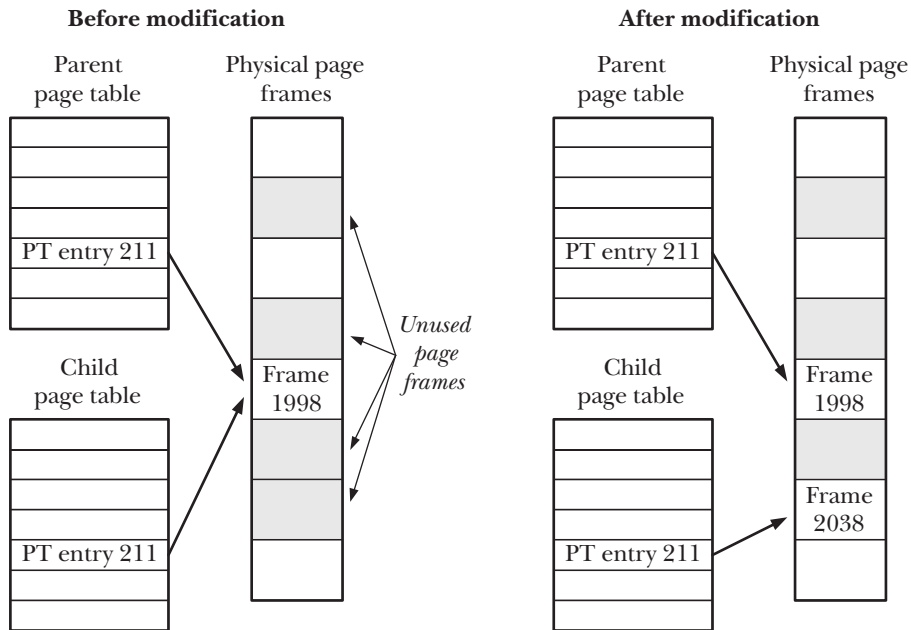 Before modification
Parent
page table
Physical page
frames
PT entry 211
Child
page table
PT entry 211
Frame
1998
Unused
page
frames
After modification
Parent
page table
Physical page
frames
PT entry 211
Child
page table
PT entry 211
Frame
1998
Frame
2038